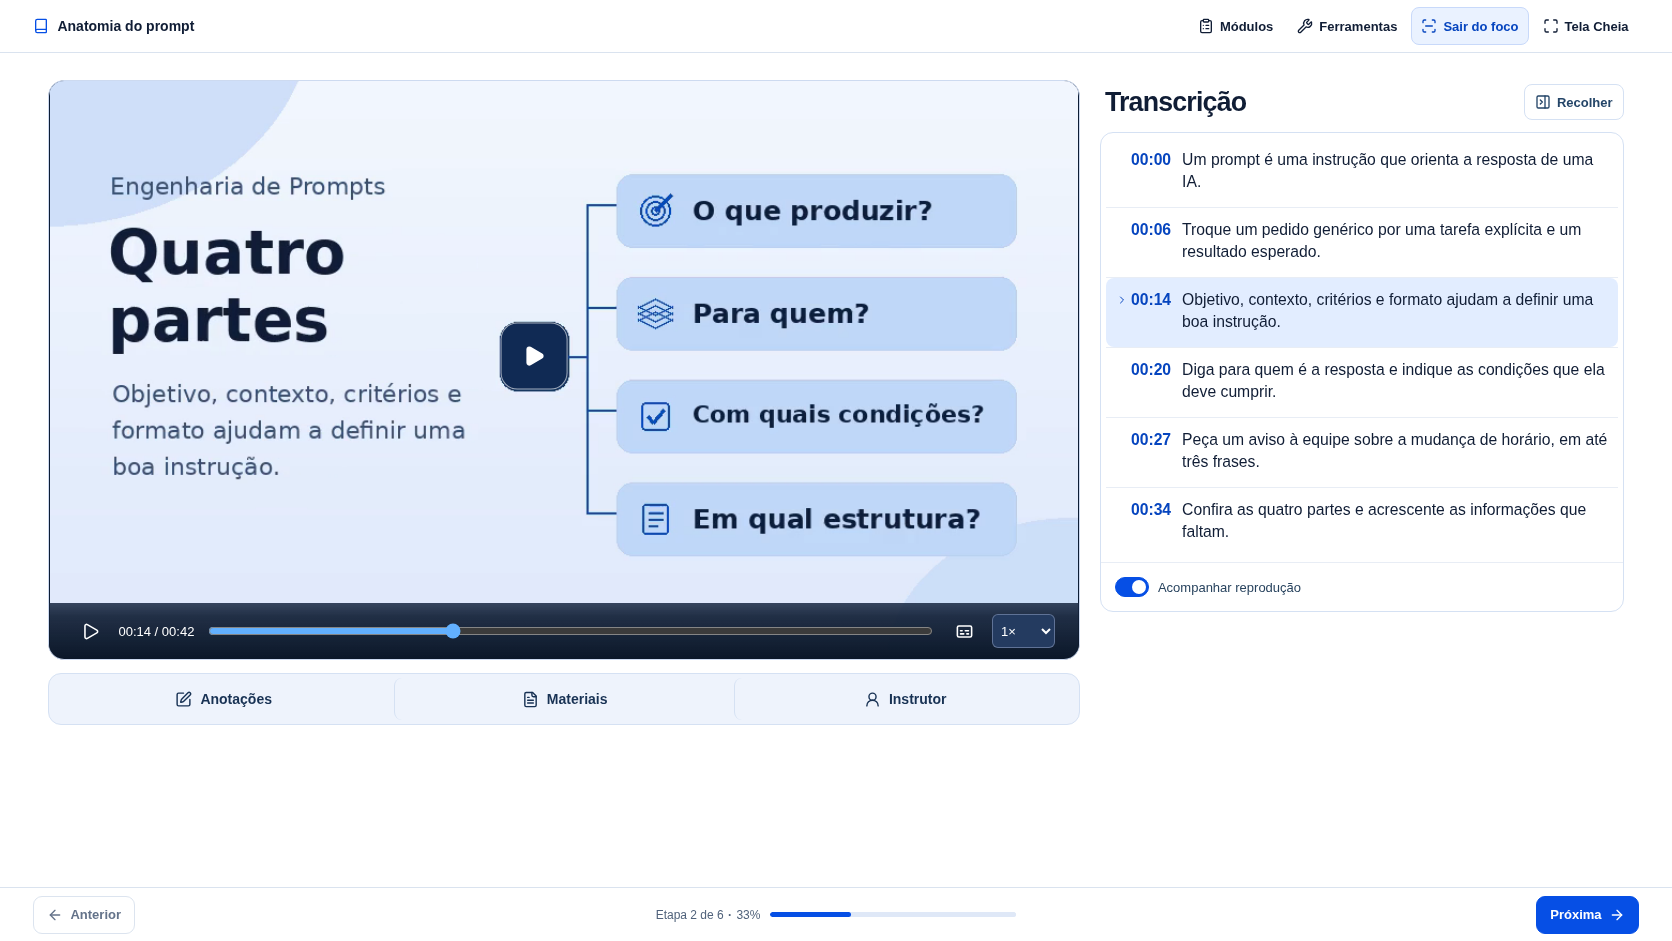 Anatomia do prompt
Módulos
Ferramentas
Sair do foco
Tela Cheia
Engenharia de Prompts
Quatro
partes
Objetivo, contexto, critérios e
formato ajudam a definir uma
boa instrução.
O que produzir?
Para quem?
Com quais condições?
Em qual estrutura?
00:14 / 00:42
1×
Anotações
Materiais
Instrutor
Transcrição
Recolher
00:00 Um prompt é uma instrução que orienta a resposta de uma
IA.
00:06 Troque um pedido genérico por uma tarefa explícita e um
resultado esperado.
00:14 Objetivo, contexto, critérios e formato ajudam a definir uma
boa instrução.
00:20 Diga para quem é a resposta e indique as condições que ela
deve cumprir.
00:27 Peça um aviso à equipe sobre a mudança de horário, em até
três frases.
00:34 Confira as quatro partes e acrescente as informações que
faltam.
Acompanhar reprodução
Anterior
Etapa 2 de 6 · 33%
Próxima